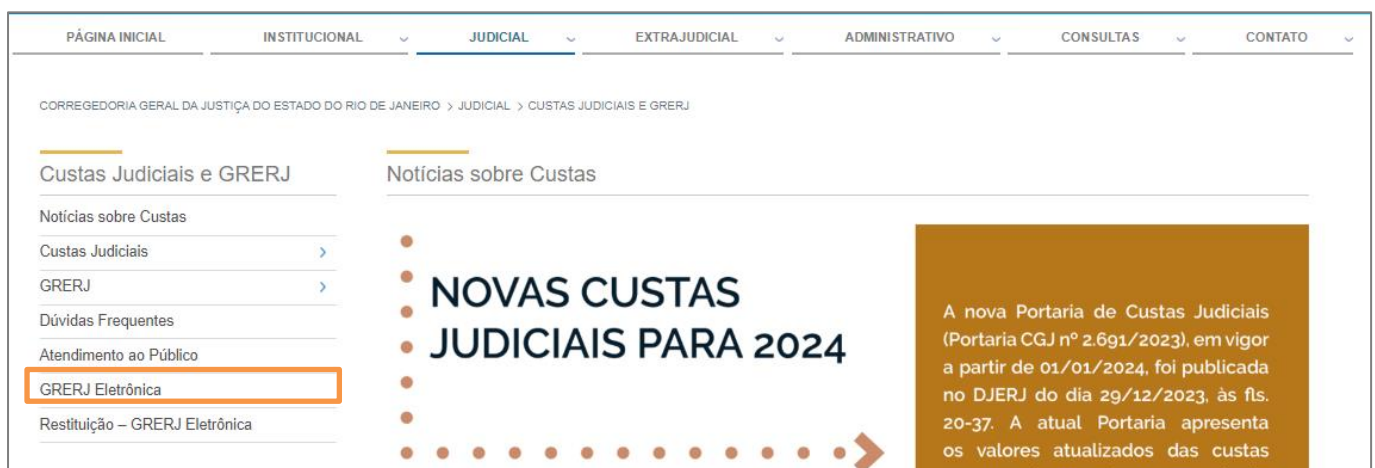 PÁGINA INICIAL INSTITUCIONAL JUDICIAL EXTRAJUDICIAL ADMINISTRATIVO CONSULTAS CONTATO
CORREGEDORIA GERAL DA JUSTIÇA DO ESTADO DO RIO DE JANEIRO > JUDICIAL > CUSTAS JUDICIAIS E GRERJ
Custas Judiciais e GRERJ
Notícias sobre Custas
Custas Judiciais
GRERJ
Dúvidas Frequentes
Atendimento ao Público
GRERJ Eletrônica
Restituição – GRERJ Eletrônica
Notícias sobre Custas
NOVAS CUSTAS
JUDICIAIS PARA 2024
A nova Portaria de Custas Judiciais
(Portaria CGJ nº 2.691/2023), em vigor
a partir de 01/01/2024, foi publicada
no DJERJ do dia 29/12/2023, às fls.
20-37. A atual Portaria apresenta
os valores atualizados das custas